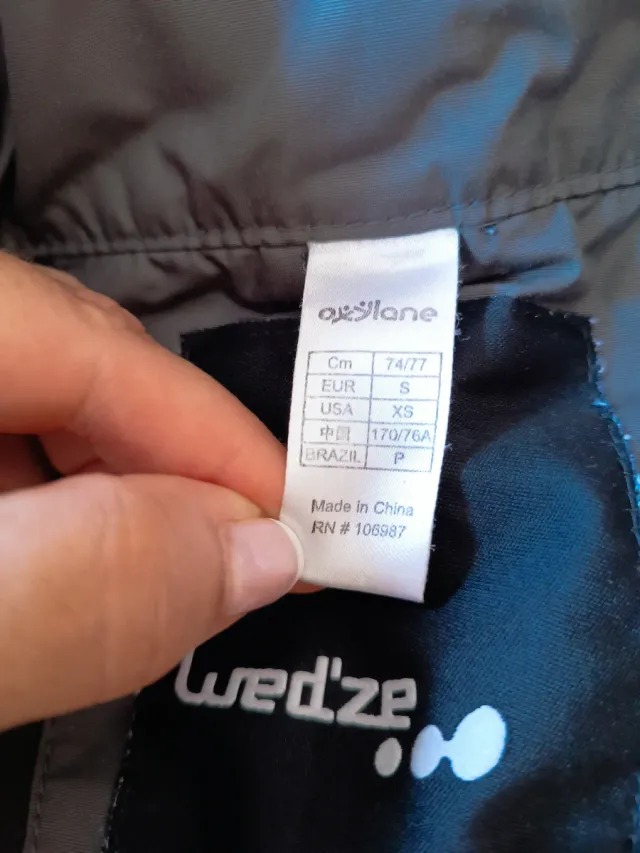 oxylane
Cm 74/77
EUR S
USA XS
中国 170/76A
BRAZIL P
Made in China
RN # 106987
wed'ze